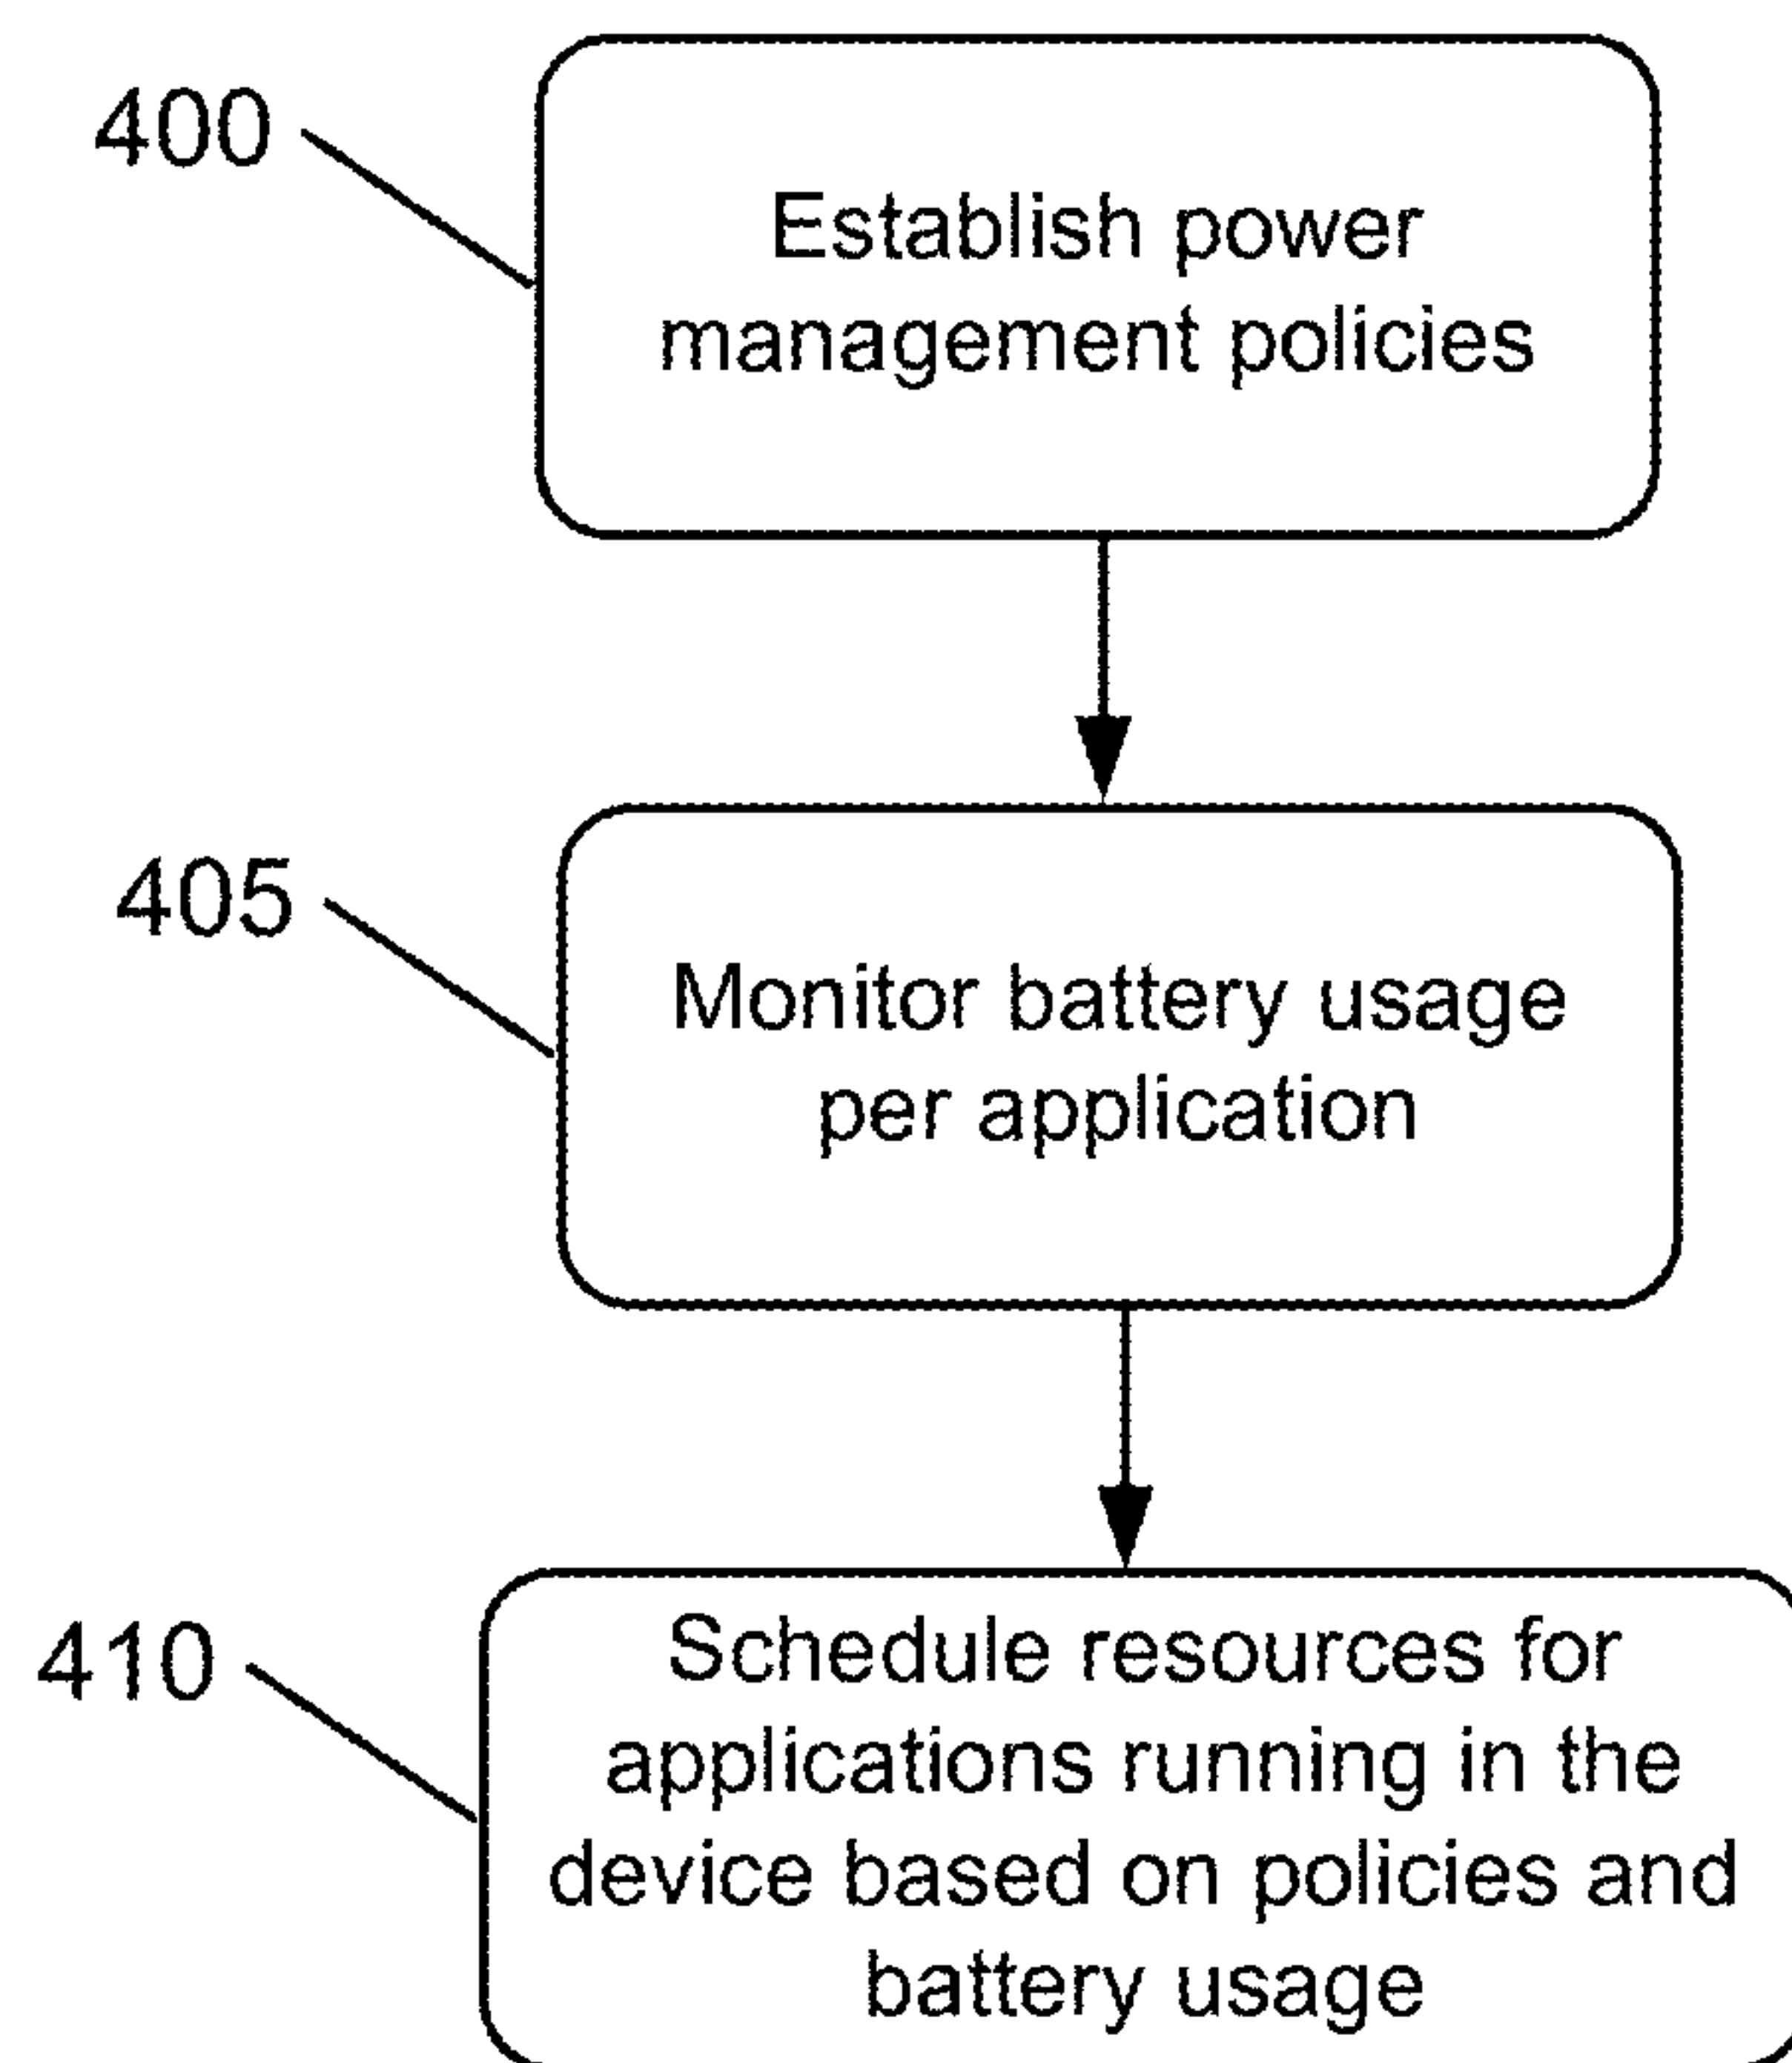 400
Establish power
management policies
405
Monitor battery usage
per application
410
Schedule resources for
applications running in the
device based on policies and
battery usage